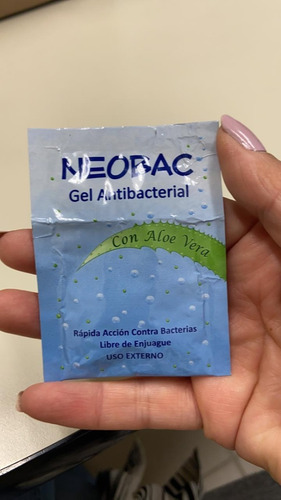 NEOBAC
Gel Antibacterial
Con Aloe Vera
Rápida Acción Contra Bacterias
Libre de Enjuague
USO EXTERNO